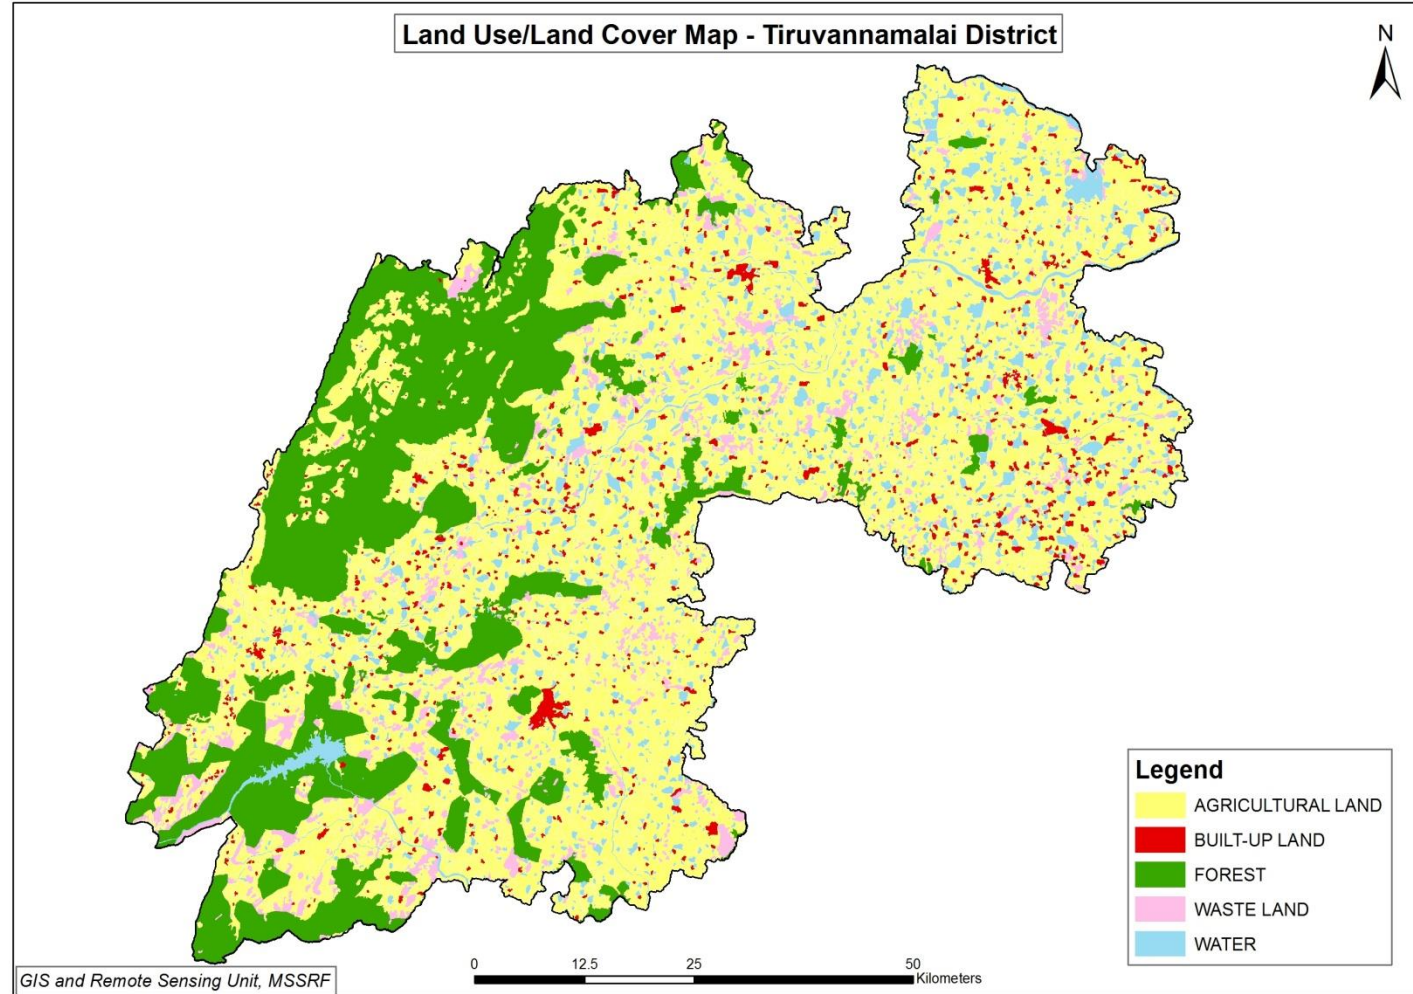 Land Use/Land Cover Map - Tiruvannamalai District
N
Legend
AGRICULTURAL LAND
BUILT-UP LAND
FOREST
WASTE LAND
WATER
0 12.5 25 50
Kilometers
GIS and Remote Sensing Unit, MSSRF